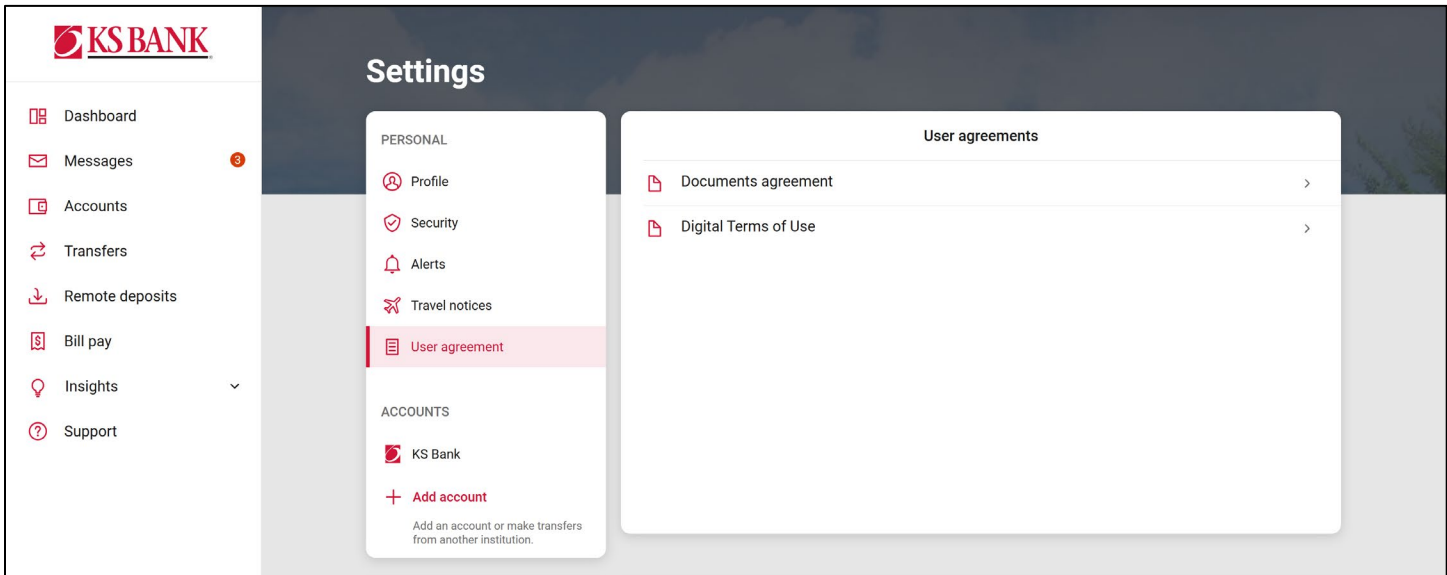 KS BANK
Dashboard
Messages
3
Accounts
Transfers
Remote deposits
Bill pay
Insights
Support
Settings
PERSONAL
Profile
Security
Alerts
Travel notices
User agreement
ACCOUNTS
KS Bank
Add account
Add an account or make transfers
from another institution.
User agreements
Documents agreement
Digital Terms of Use